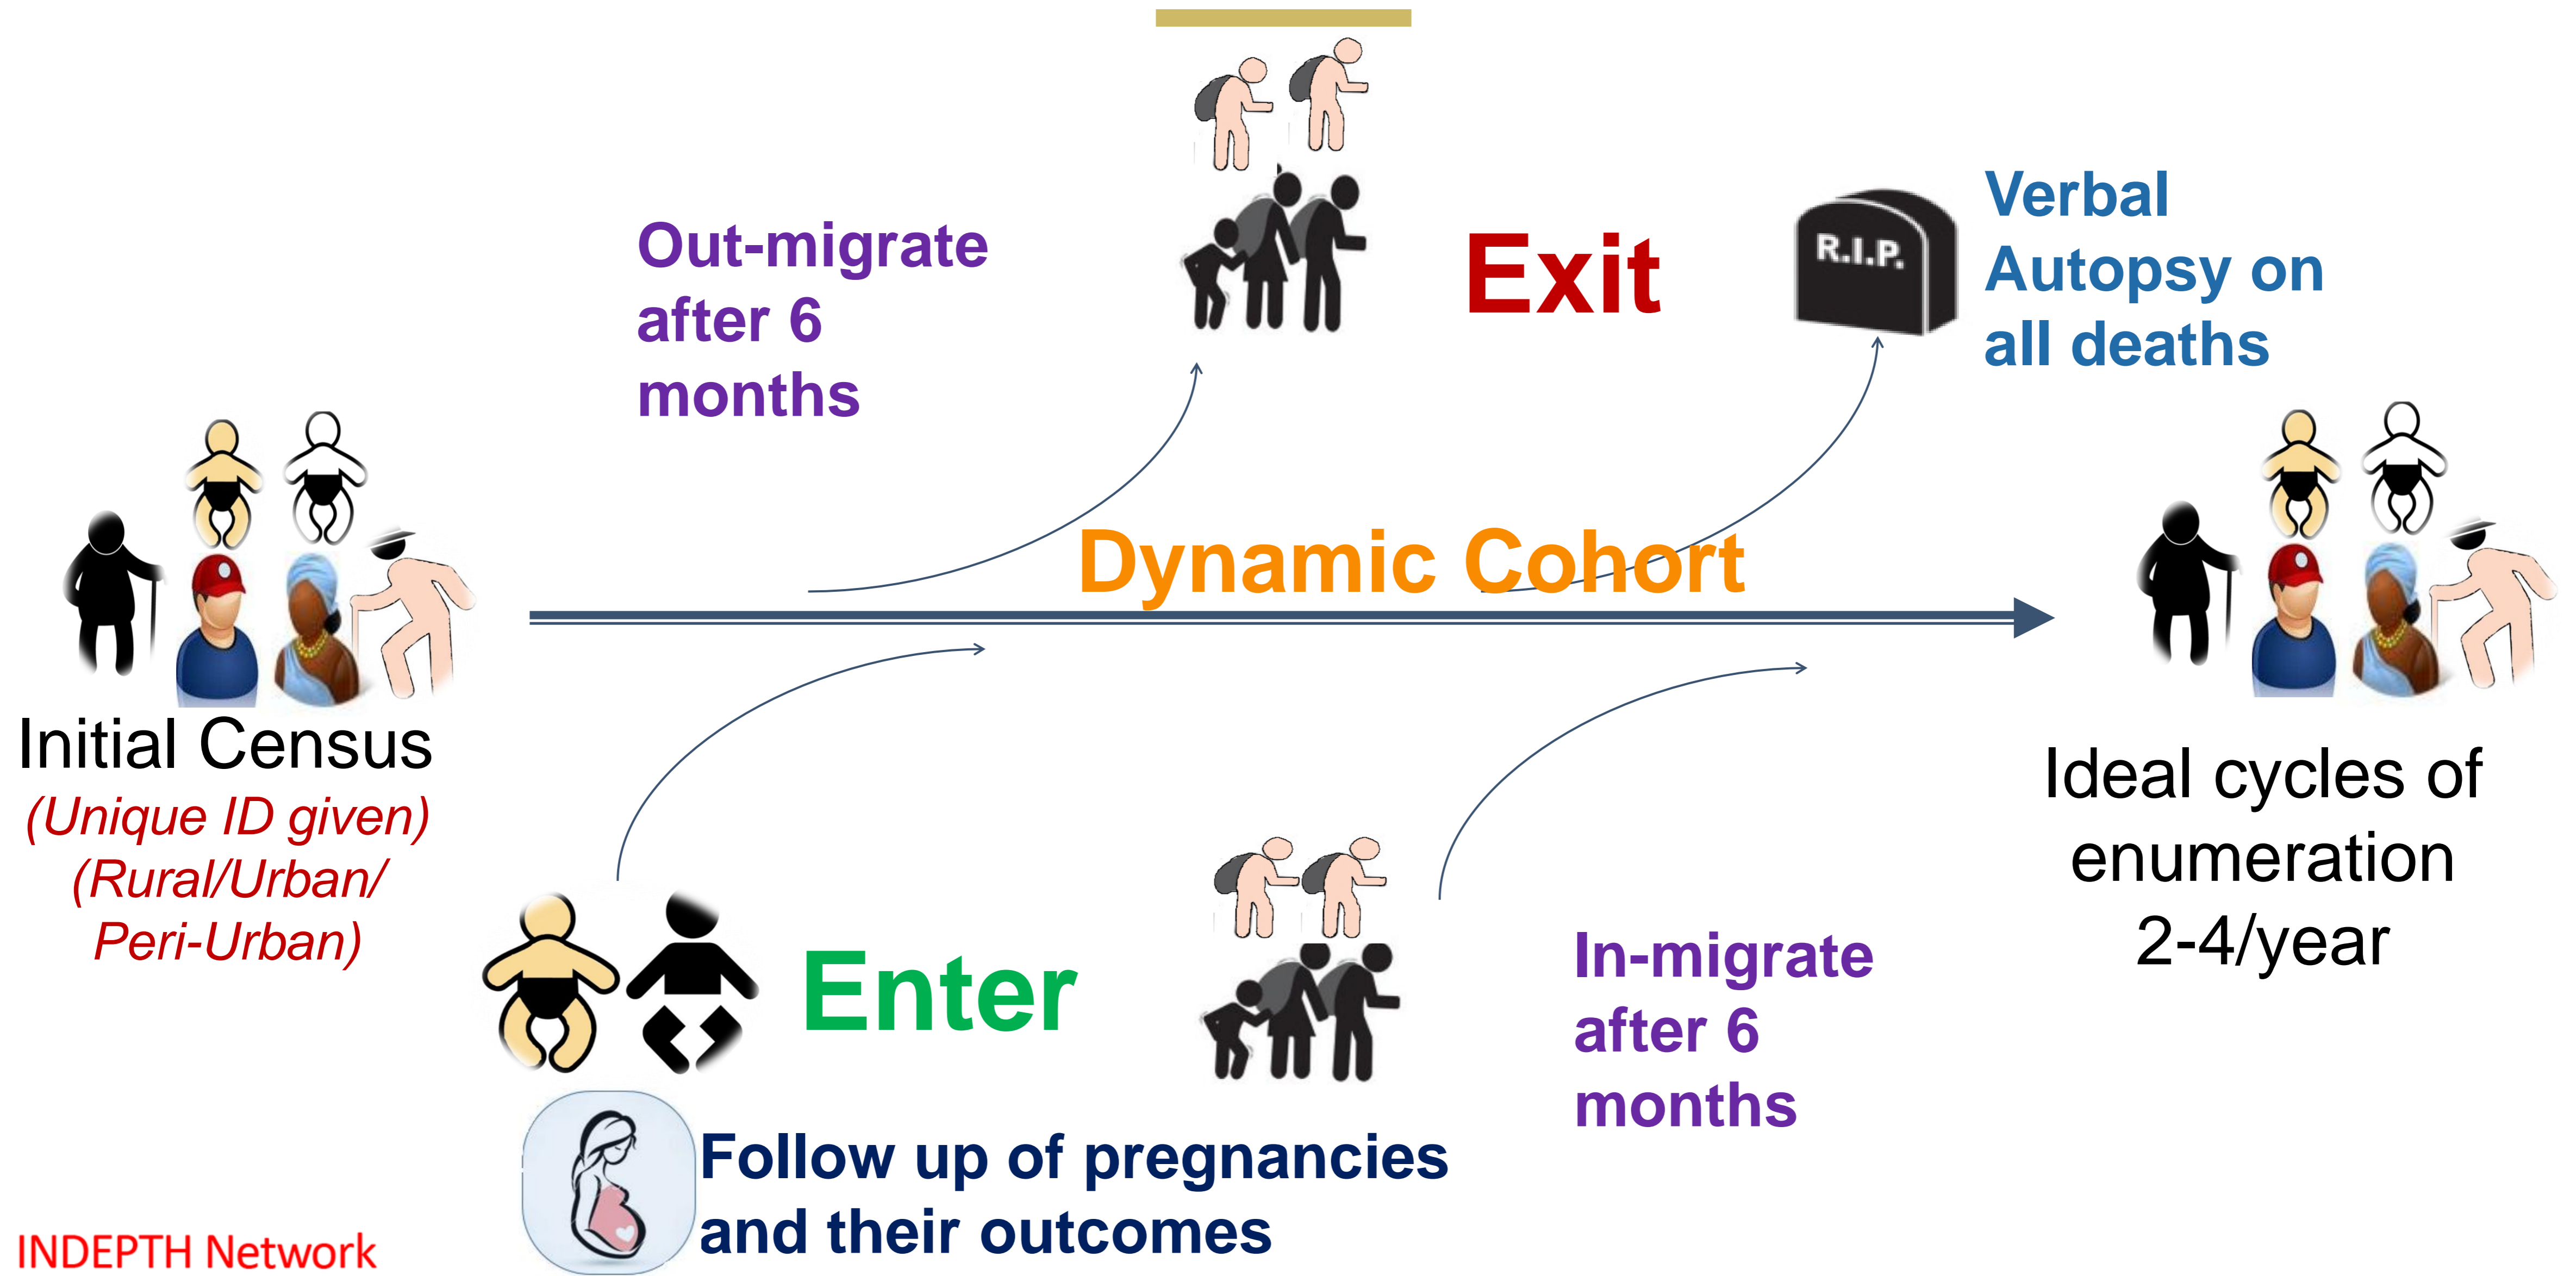 Out-migrate
after 6
months
Exit
R.I.P.
Verbal
Autopsy on
all deaths
Dynamic Cohort
Initial Census
(Unique ID given)
(Rural/Urban/
Peri-Urban)
Enter
In-migrate
after 6
months
Ideal cycles of
enumeration
2-4/year
Follow up of pregnancies
and their outcomes
INDEPTH Network